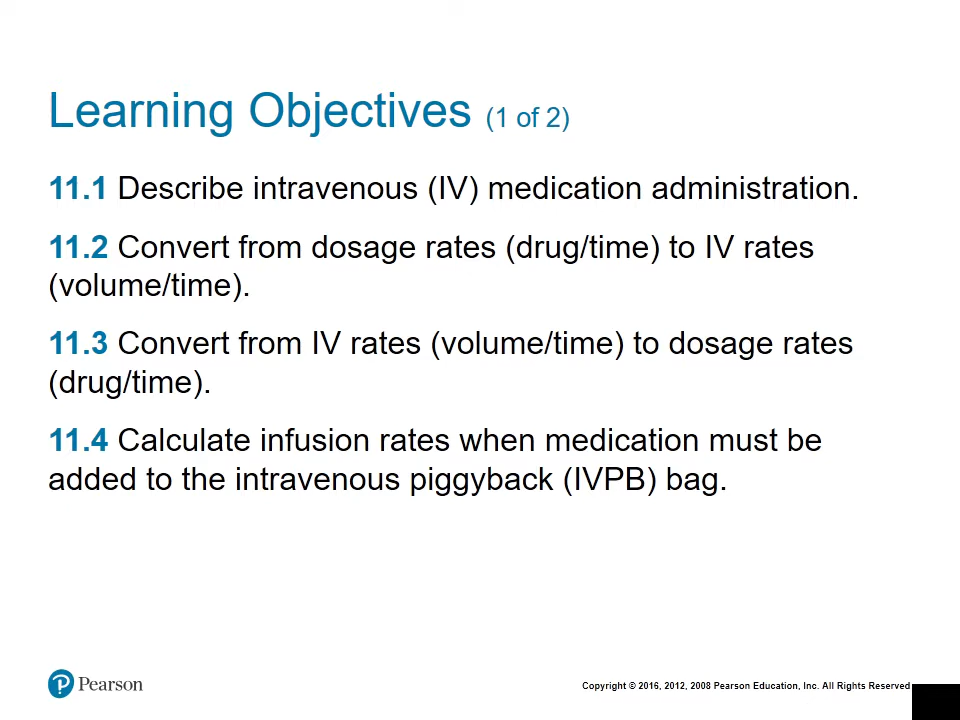 Learning Objectives (1 of 2)
11.1 Describe intravenous (IV) medication administration.
11.2 Convert from dosage rates (drug/time) to IV rates
(volume/time).
11.3 Convert from IV rates (volume/time) to dosage rates
(drug/time).
11.4 Calculate infusion rates when medication must be
added to the intravenous piggyback (IVPB) bag.
Pearson
Copyright © 2016, 2012, 2008 Pearson Education, Inc. All Rights Reserved